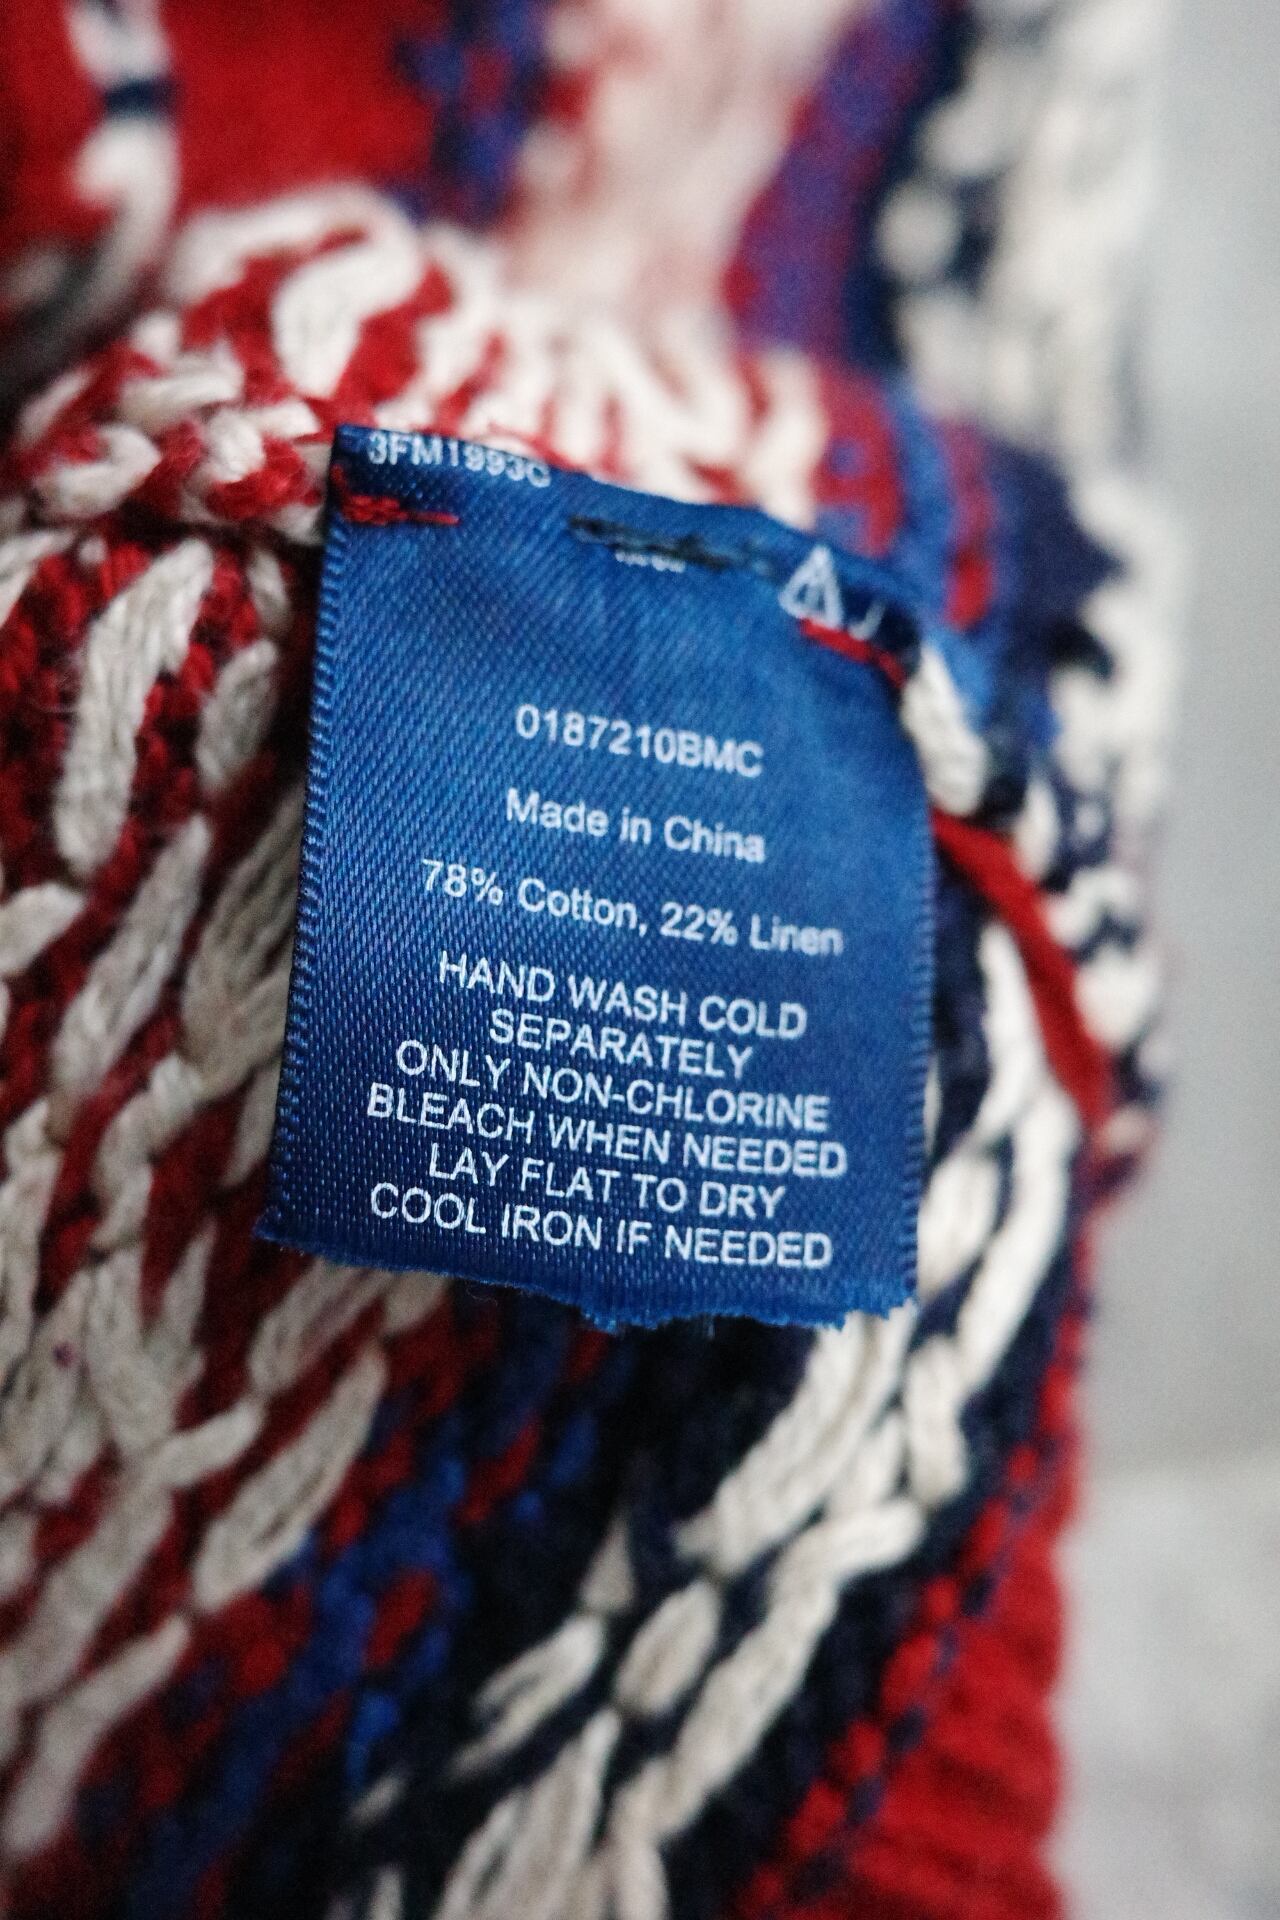 3FM1993C
0187210BMC
Made in China
78% Cotton, 22% Linen
HAND WASH COLD
SEPARATELY
ONLY NON-CHLORINE
BLEACH WHEN NEEDED
LAY FLAT TO DRY
COOL IRON IF NEEDED